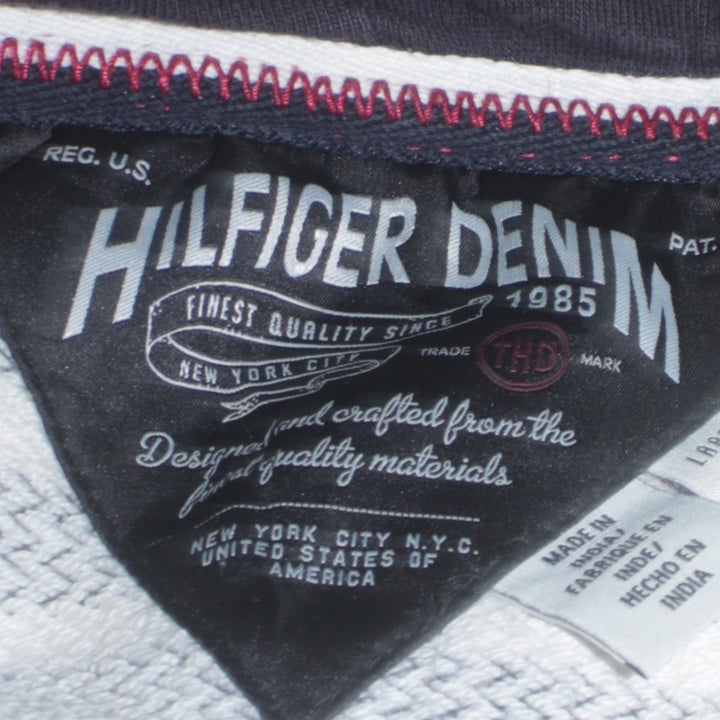 REG. U.S.
PAT.
HILFIGER DENIM
FINEST QUALITY SINCE 1985
NEW YORK CITY
TRADE THD MARK
Designed and crafted from the
finest quality materials
NEW YORK CITY N.Y.C.
UNITED STATES OF
AMERICA
MADE IN
INDIA/
FABRIQUE EN
INDE/
HECHO EN
INDIA